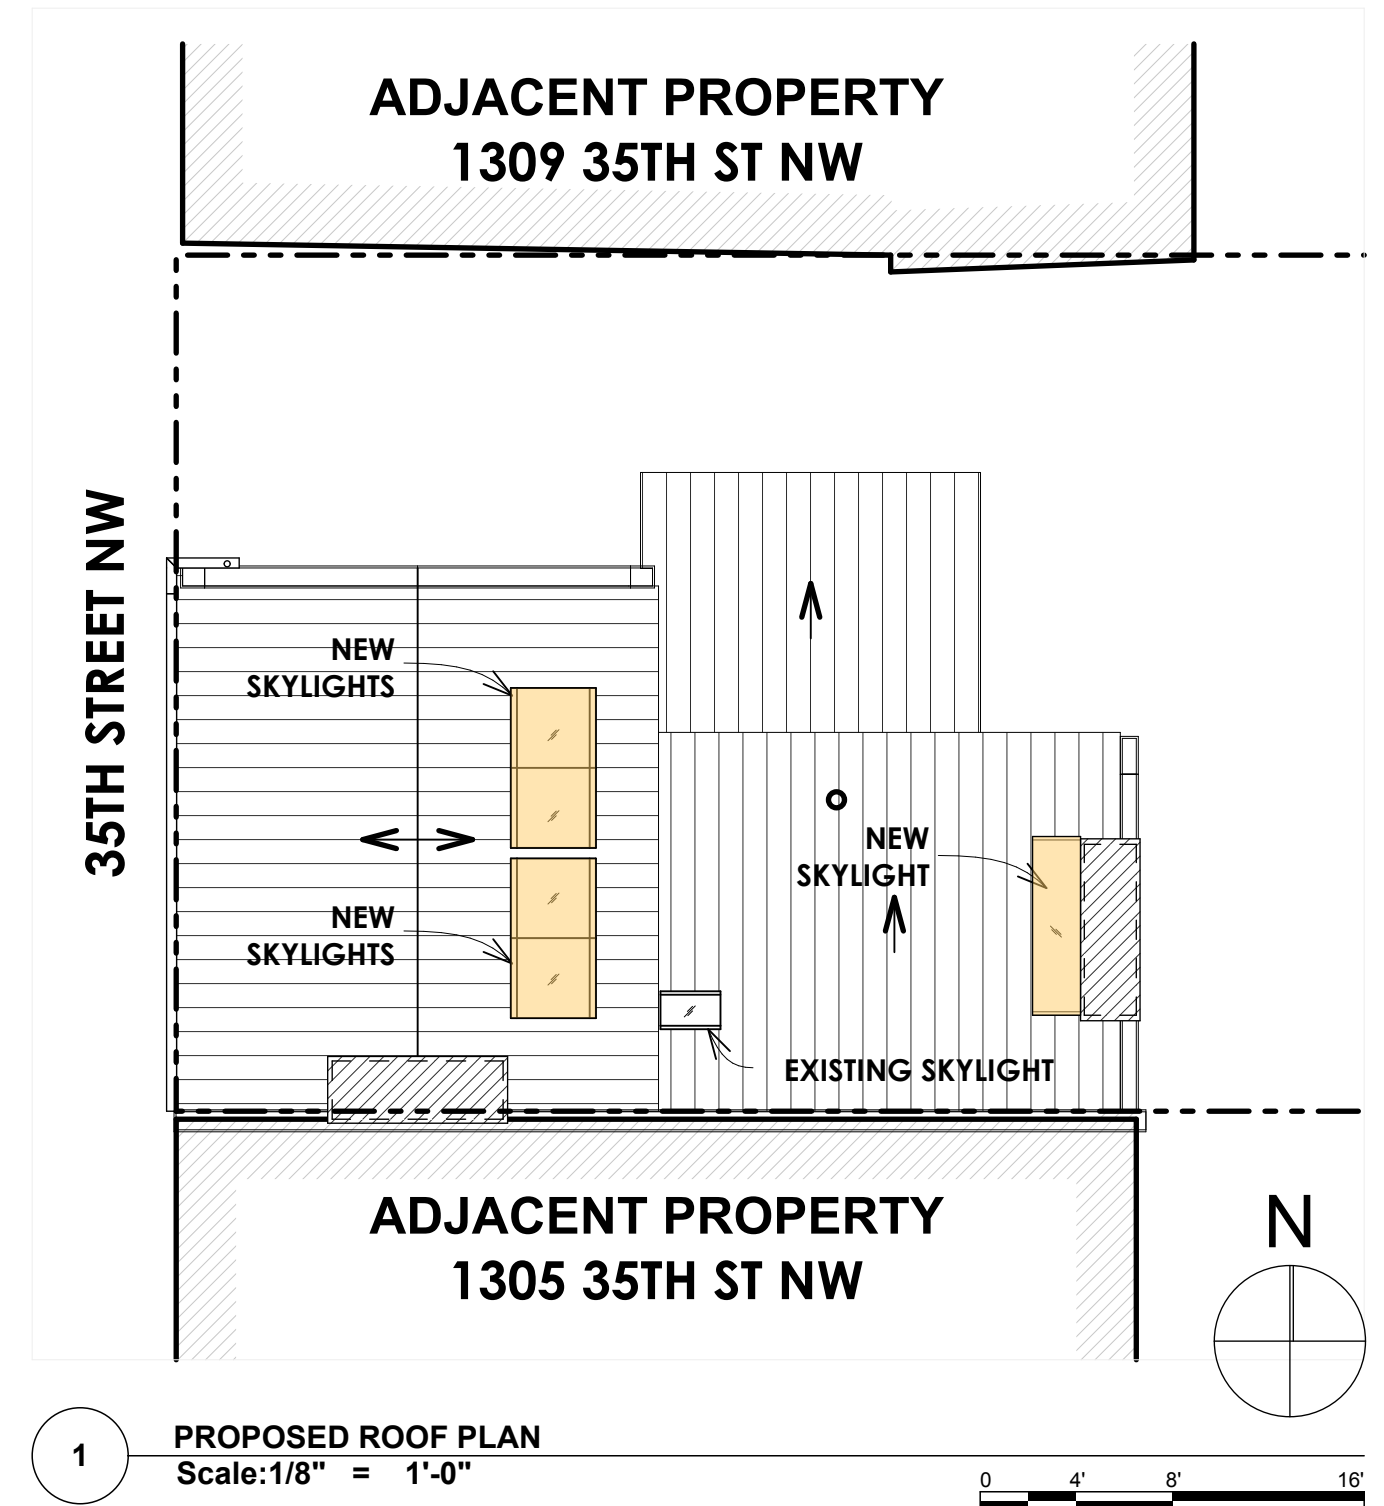 ADJACENT PROPERTY
1309 35TH ST NW
35TH STREET NW
NEW
SKYLIGHTS
NEW
SKYLIGHT
NEW
SKYLIGHTS
EXISTING SKYLIGHT
ADJACENT PROPERTY
1305 35TH ST NW
N
1
PROPOSED ROOF PLAN
Scale:1/8" = 1'-0"
0 4' 8' 16'